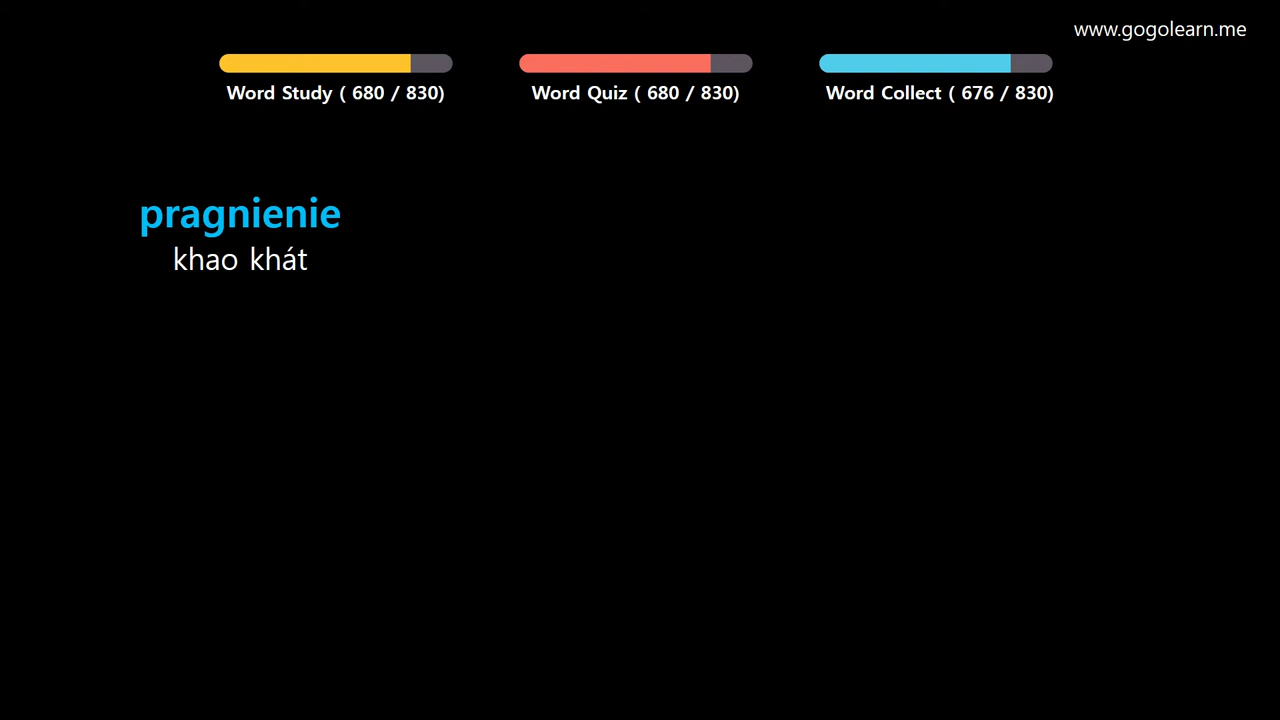 www.gogolearn.me
Word Study ( 680 / 830)
Word Quiz ( 680 / 830)
Word Collect ( 676 / 830)
pragnienie
khao khát